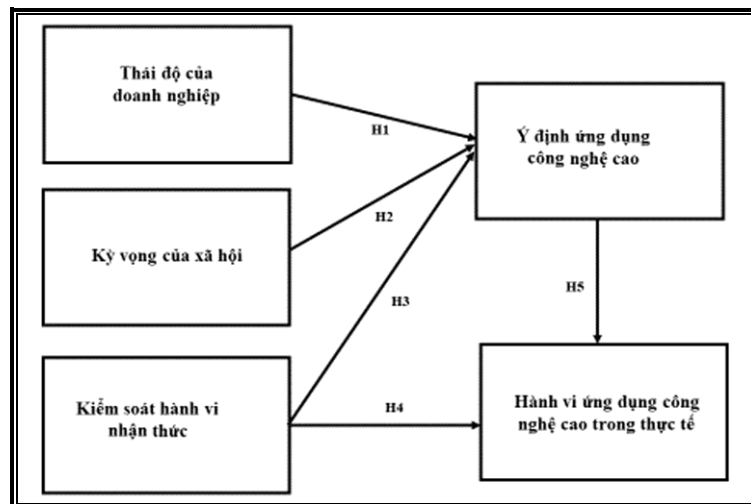 Thái độ của
doanh nghiệp
H1
Ý định ứng dụng
công nghệ cao
H2
Kỳ vọng của xã hội
H3
H5
Kiểm soát hành vi
nhận thức
H4
Hành vi ứng dụng công
nghệ cao trong thực tế